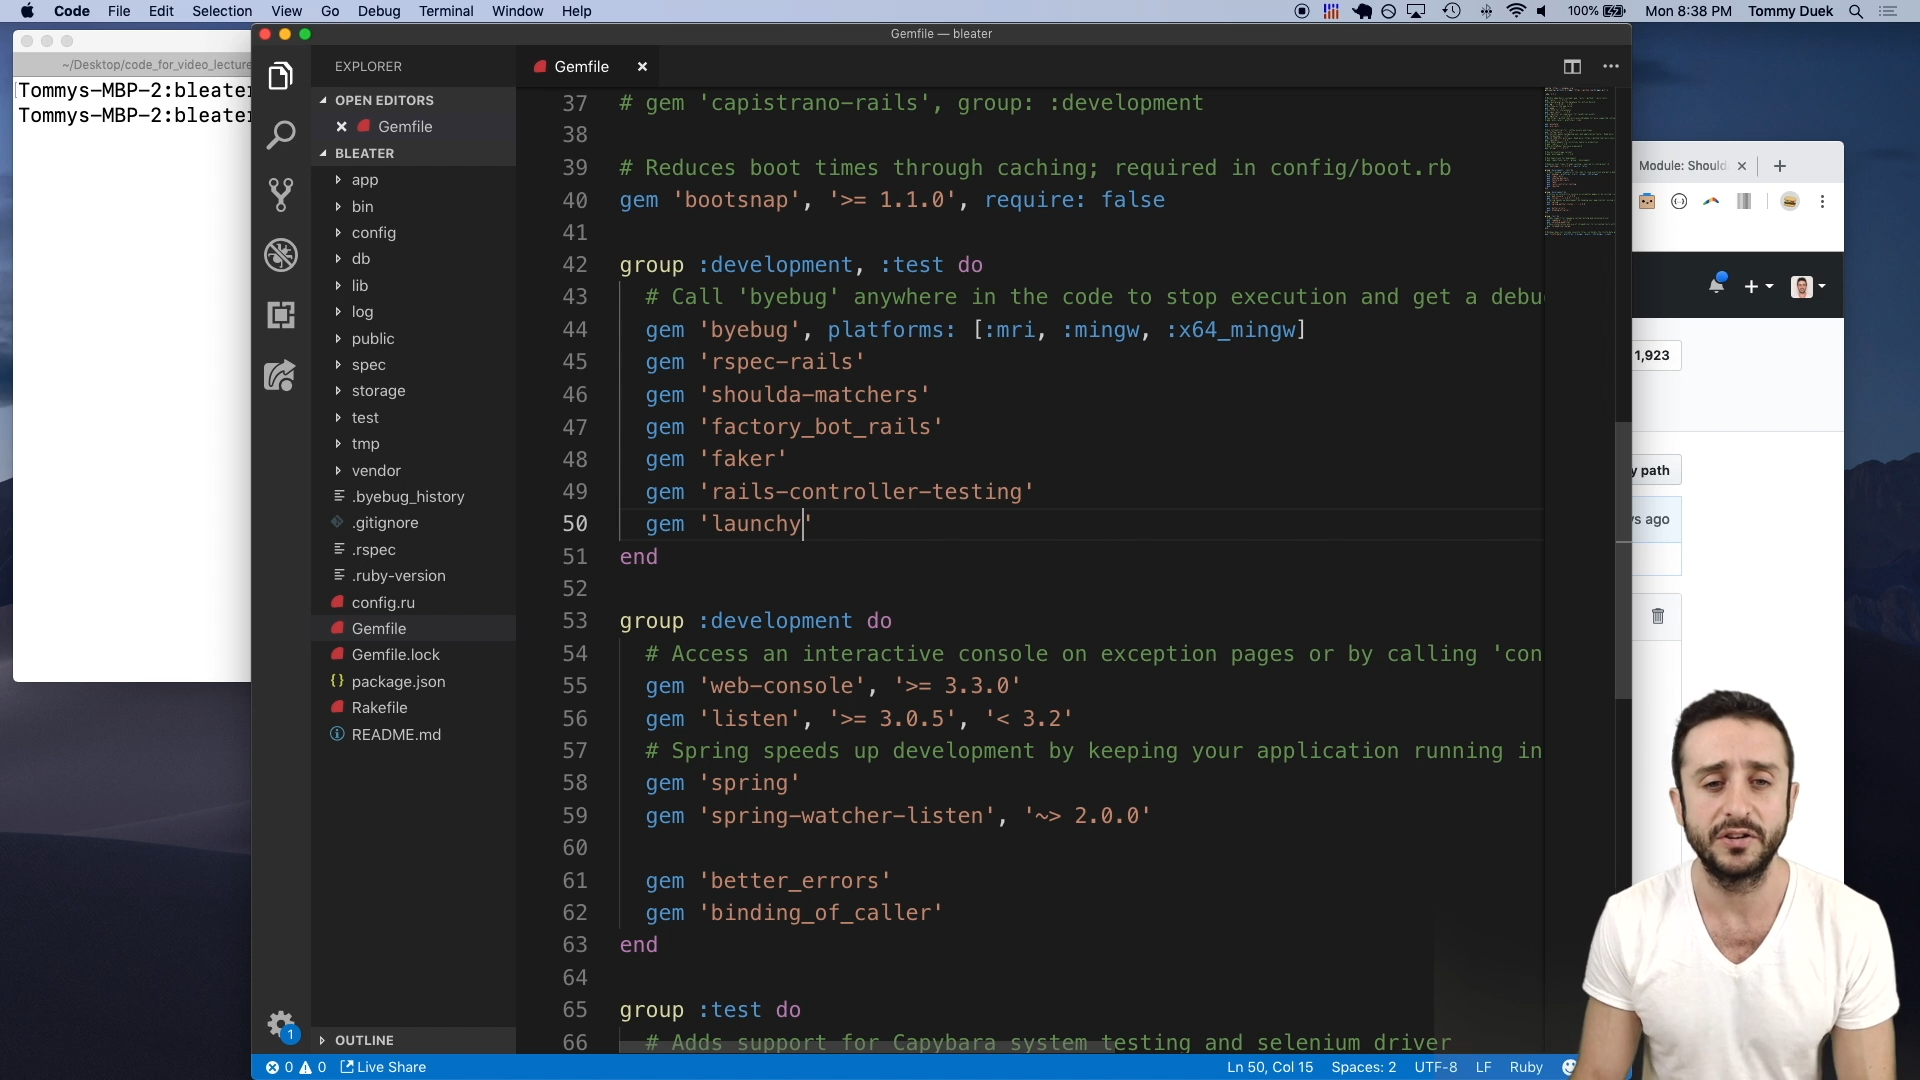 Code File Edit Selection View Go Debug Terminal Window Help
100% Mon 8:38 PM Tommy Duek
Gemfile — bleater
~/Desktop/code_for_video_lecture
Tommys-MBP-2:bleater
Tommys-MBP-2:bleater
EXPLORER
OPEN EDITORS
Gemfile
BLEATER
app
bin
config
db
lib
log
public
spec
storage
test
tmp
vendor
.byebug_history
.gitignore
.rspec
.ruby-version
config.ru
Gemfile
Gemfile.lock
package.json
Rakefile
README.md
OUTLINE
1
Gemfile
37 # gem 'capistrano-rails', group: :development
38
39 # Reduces boot times through caching; required in config/boot.rb
40 gem 'bootsnap', '>= 1.1.0', require: false
41
42 group :development, :test do
43 # Call 'byebug' anywhere in the code to stop execution and get a debu
44 gem 'byebug', platforms: [:mri, :mingw, :x64_mingw]
45 gem 'rspec-rails'
46 gem 'shoulda-matchers'
47 gem 'factory_bot_rails'
48 gem 'faker'
49 gem 'rails-controller-testing'
50 gem 'launchy'
51 end
52
53 group :development do
54 # Access an interactive console on exception pages or by calling 'con
55 gem 'web-console', '>= 3.3.0'
56 gem 'listen', '>= 3.0.5', '< 3.2'
57 # Spring speeds up development by keeping your application running in
58 gem 'spring'
59 gem 'spring-watcher-listen', '~> 2.0.0'
60
61 gem 'better_errors'
62 gem 'binding_of_caller'
63 end
64
65 group :test do
66 # Adds support for Capybara system testing and selenium driver
Module: Should
1,923
y path
ys ago
0 0 Live Share
Ln 50, Col 15 Spaces: 2 UTF-8 LF Ruby